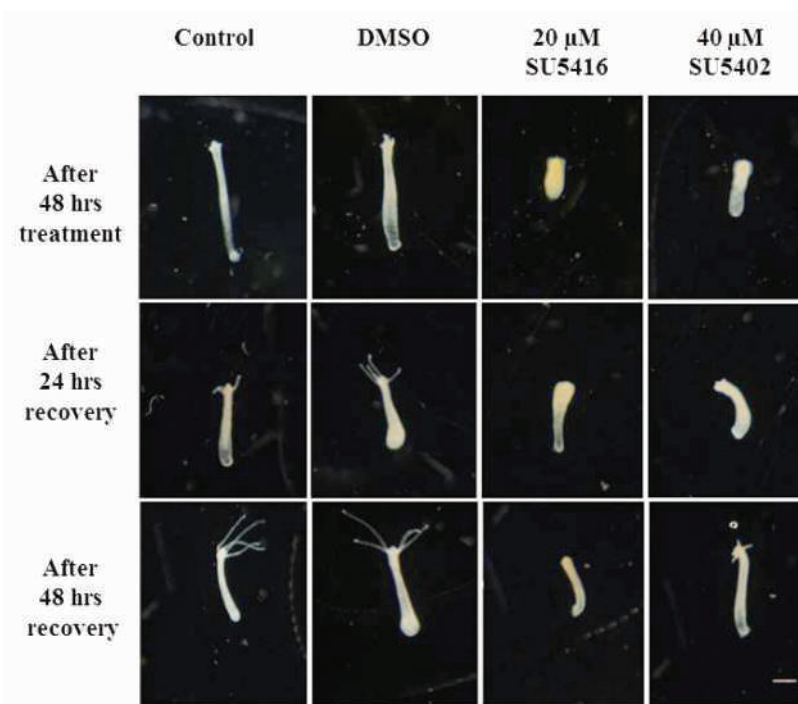 Control
DMSO
20 µM
SU5416
40 µM
SU5402
After
48 hrs
treatment
After
24 hrs
recovery
After
48 hrs
recovery